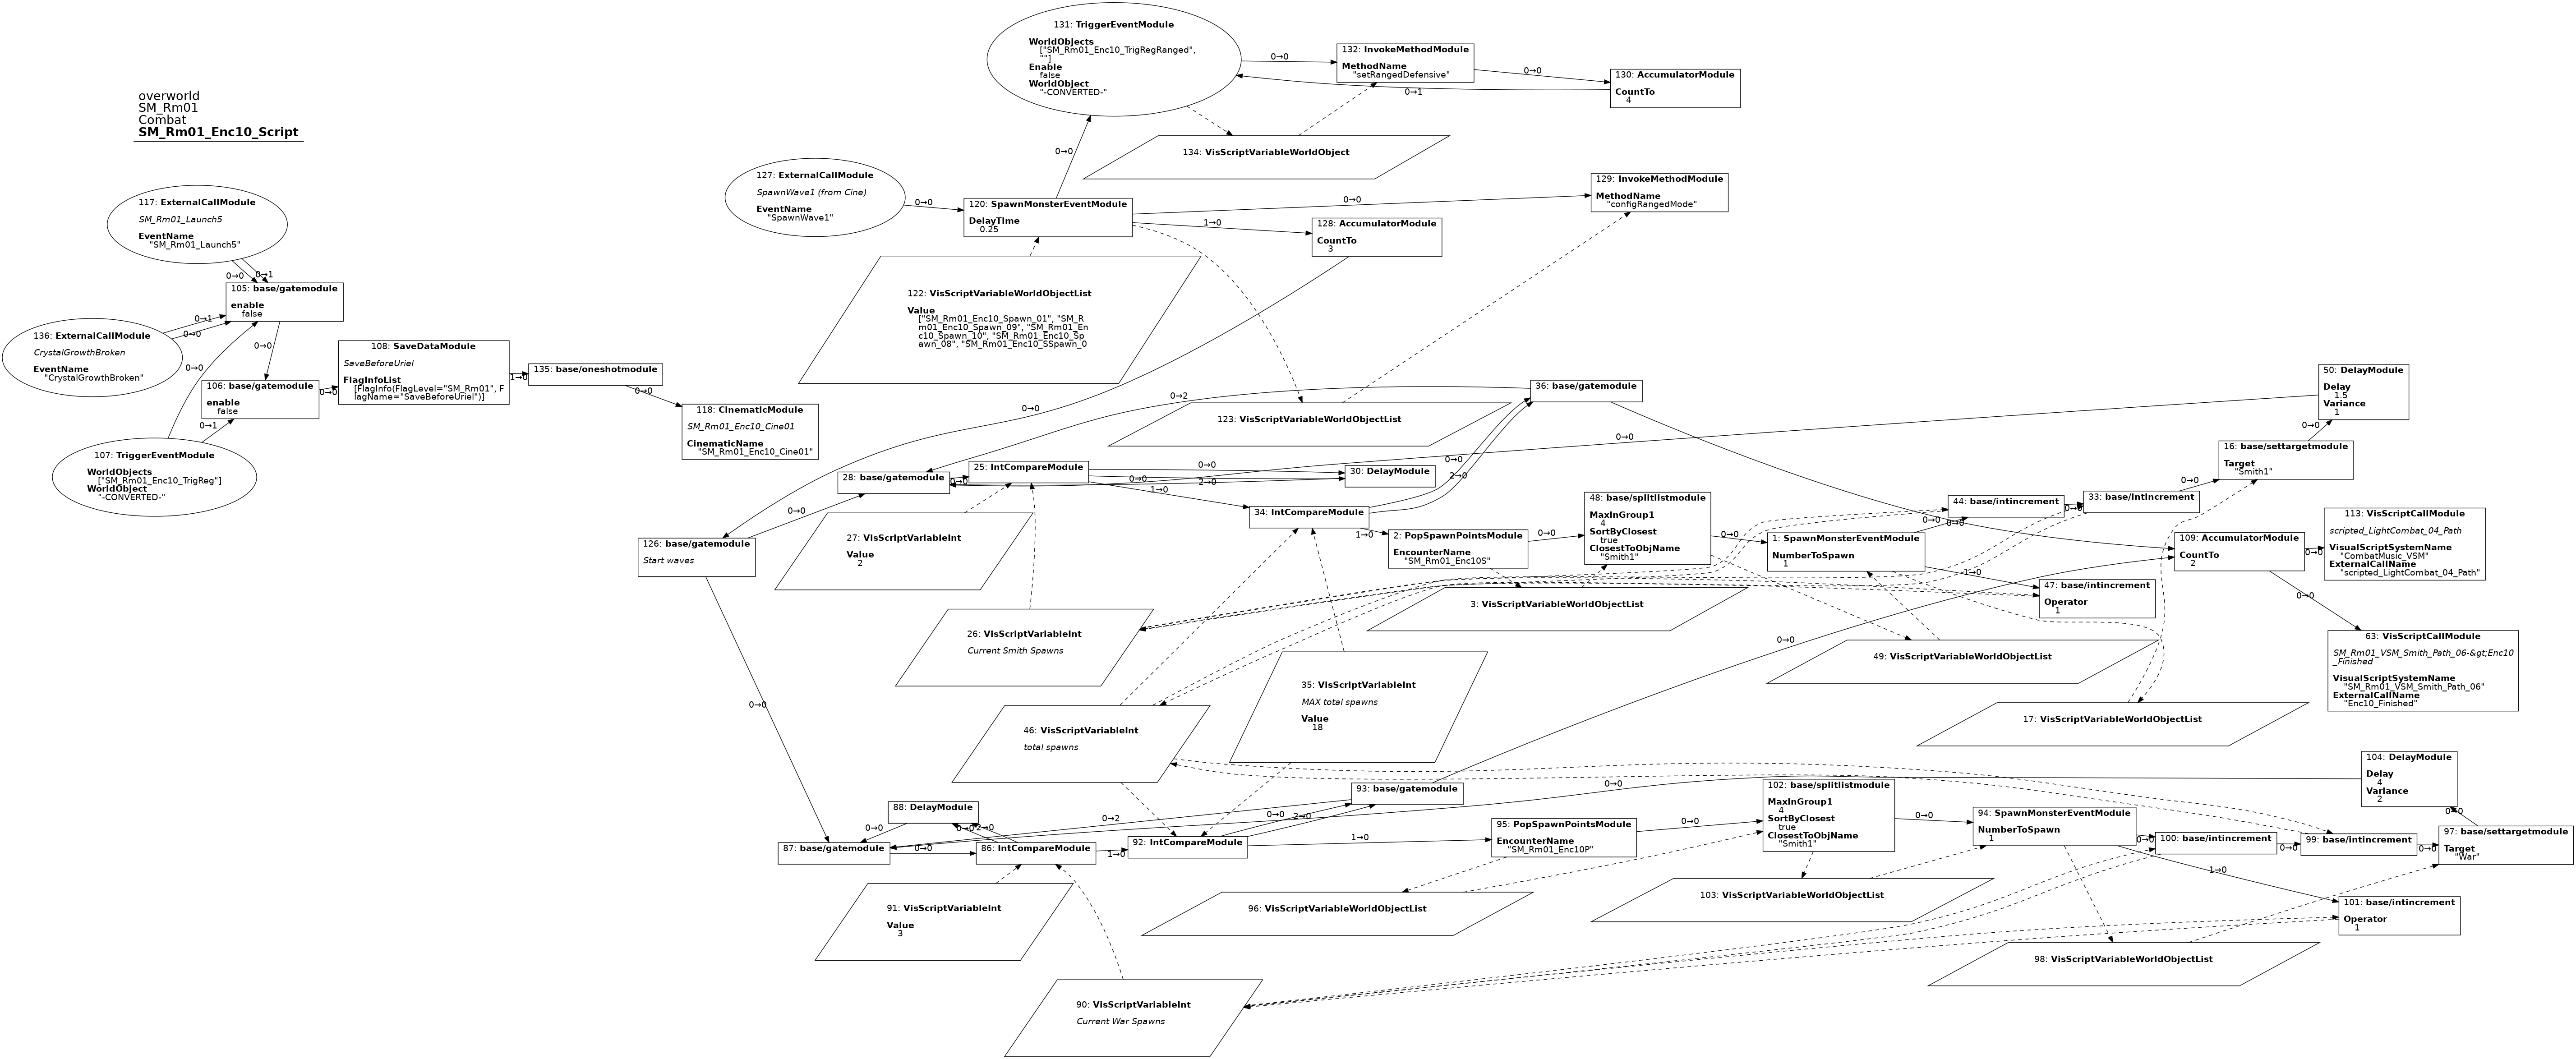 overworld
SM_Rm01
Combat
SM_Rm01_Enc10_Script
131: TriggerEventModule
WorldObjects
["SM_Rm01_Enc10_TrigRegRanged",
""]
Enable
false
WorldObject
"-CONVERTED-"
0→0
132: InvokeMethodModule
MethodName
"setRangedDefensive"
0→0
130: AccumulatorModule
CountTo
4
0→1
134: VisScriptVariableWorldObject
0→0
127: ExternalCallModule
SpawnWave1 (from Cine)
EventName
"SpawnWave1"
0→0
120: SpawnMonsterEventModule
DelayTime
0.25
0→0
129: InvokeMethodModule
MethodName
"configRangedMode"
1→0
128: AccumulatorModule
CountTo
3
122: VisScriptVariableWorldObjectList
Value
["SM_Rm01_Enc10_Spawn_01", "SM_R
m01_Enc10_Spawn_09", "SM_Rm01_En
c10_Spawn_10", "SM_Rm01_Enc10_Sp
awn_08", "SM_Rm01_Enc10_SSpawn_0
123: VisScriptVariableWorldObjectList
117: ExternalCallModule
SM_Rm01_Launch5
EventName
"SM_Rm01_Launch5"
0→0
0→1
105: base/gatemodule
enable
false
136: ExternalCallModule
CrystalGrowthBroken
EventName
"CrystalGrowthBroken"
0→1
0→0
0→0
0→0
106: base/gatemodule
enable
false
0→0
108: SaveDataModule
SaveBeforeUriel
FlagInfoList
[FlagInfo(FlagLevel="SM_Rm01", F
lagName="SaveBeforeUriel")]
1→0
135: base/oneshotmodule
0→0
118: CinematicModule
SM_Rm01_Enc10_Cine01
CinematicName
"SM_Rm01_Enc10_Cine01"
0→1
107: TriggerEventModule
WorldObjects
["SM_Rm01_Enc10_TrigReg"]
WorldObject
"-CONVERTED-"
0→0
36: base/gatemodule
0→2
50: DelayModule
Delay
1.5
Variance
1
0→0
0→0
16: base/settargetmodule
Target
"Smith1"
28: base/gatemodule
0→0
25: IntCompareModule
0→0
0→0
2→0
30: DelayModule
1→0
34: IntCompareModule
0→0
2→0
1→0
2: PopSpawnPointsModule
EncounterName
"SM_Rm01_Enc10S"
0→0
48: base/splitlistmodule
MaxInGroup1
4
SortByClosest
true
ClosestToObjName
"Smith1"
0→0
1: SpawnMonsterEventModule
NumberToSpawn
1
0→0
0→0
44: base/intincrement
0→0
33: base/intincrement
0→0
1→0
47: base/intincrement
Operator
1
109: AccumulatorModule
CountTo
2
0→0
113: VisScriptCallModule
scripted_LightCombat_04_Path
VisualScriptSystemName
"CombatMusic_VSM"
ExternalCallName
"scripted_LightCombat_04_Path"
0→0
63: VisScriptCallModule
SM_Rm01_VSM_Smith_Path_06-&gt;Enc10
_Finished
VisualScriptSystemName
"SM_Rm01_VSM_Smith_Path_06"
ExternalCallName
"Enc10_Finished"
126: base/gatemodule
Start waves
0→0
0→0
27: VisScriptVariableInt
Value
2
26: VisScriptVariableInt
Current Smith Spawns
3: VisScriptVariableWorldObjectList
49: VisScriptVariableWorldObjectList
17: VisScriptVariableWorldObjectList
35: VisScriptVariableInt
MAX total spawns
Value
18
46: VisScriptVariableInt
total spawns
0→0
93: base/gatemodule
0→2
0→0
88: DelayModule
0→0
0→0
2→0
87: base/gatemodule
0→0
86: IntCompareModule
1→0
92: IntCompareModule
0→0
2→0
1→0
95: PopSpawnPointsModule
EncounterName
"SM_Rm01_Enc10P"
0→0
102: base/splitlistmodule
MaxInGroup1
4
SortByClosest
true
ClosestToObjName
"Smith1"
0→0
94: SpawnMonsterEventModule
NumberToSpawn
1
0→0
100: base/intincrement
0→0
99: base/intincrement
0→0
97: base/settargetmodule
Target
"War"
0→0
104: DelayModule
Delay
4
Variance
2
1→0
101: base/intincrement
Operator
1
91: VisScriptVariableInt
Value
3
96: VisScriptVariableWorldObjectList
103: VisScriptVariableWorldObjectList
98: VisScriptVariableWorldObjectList
90: VisScriptVariableInt
Current War Spawns